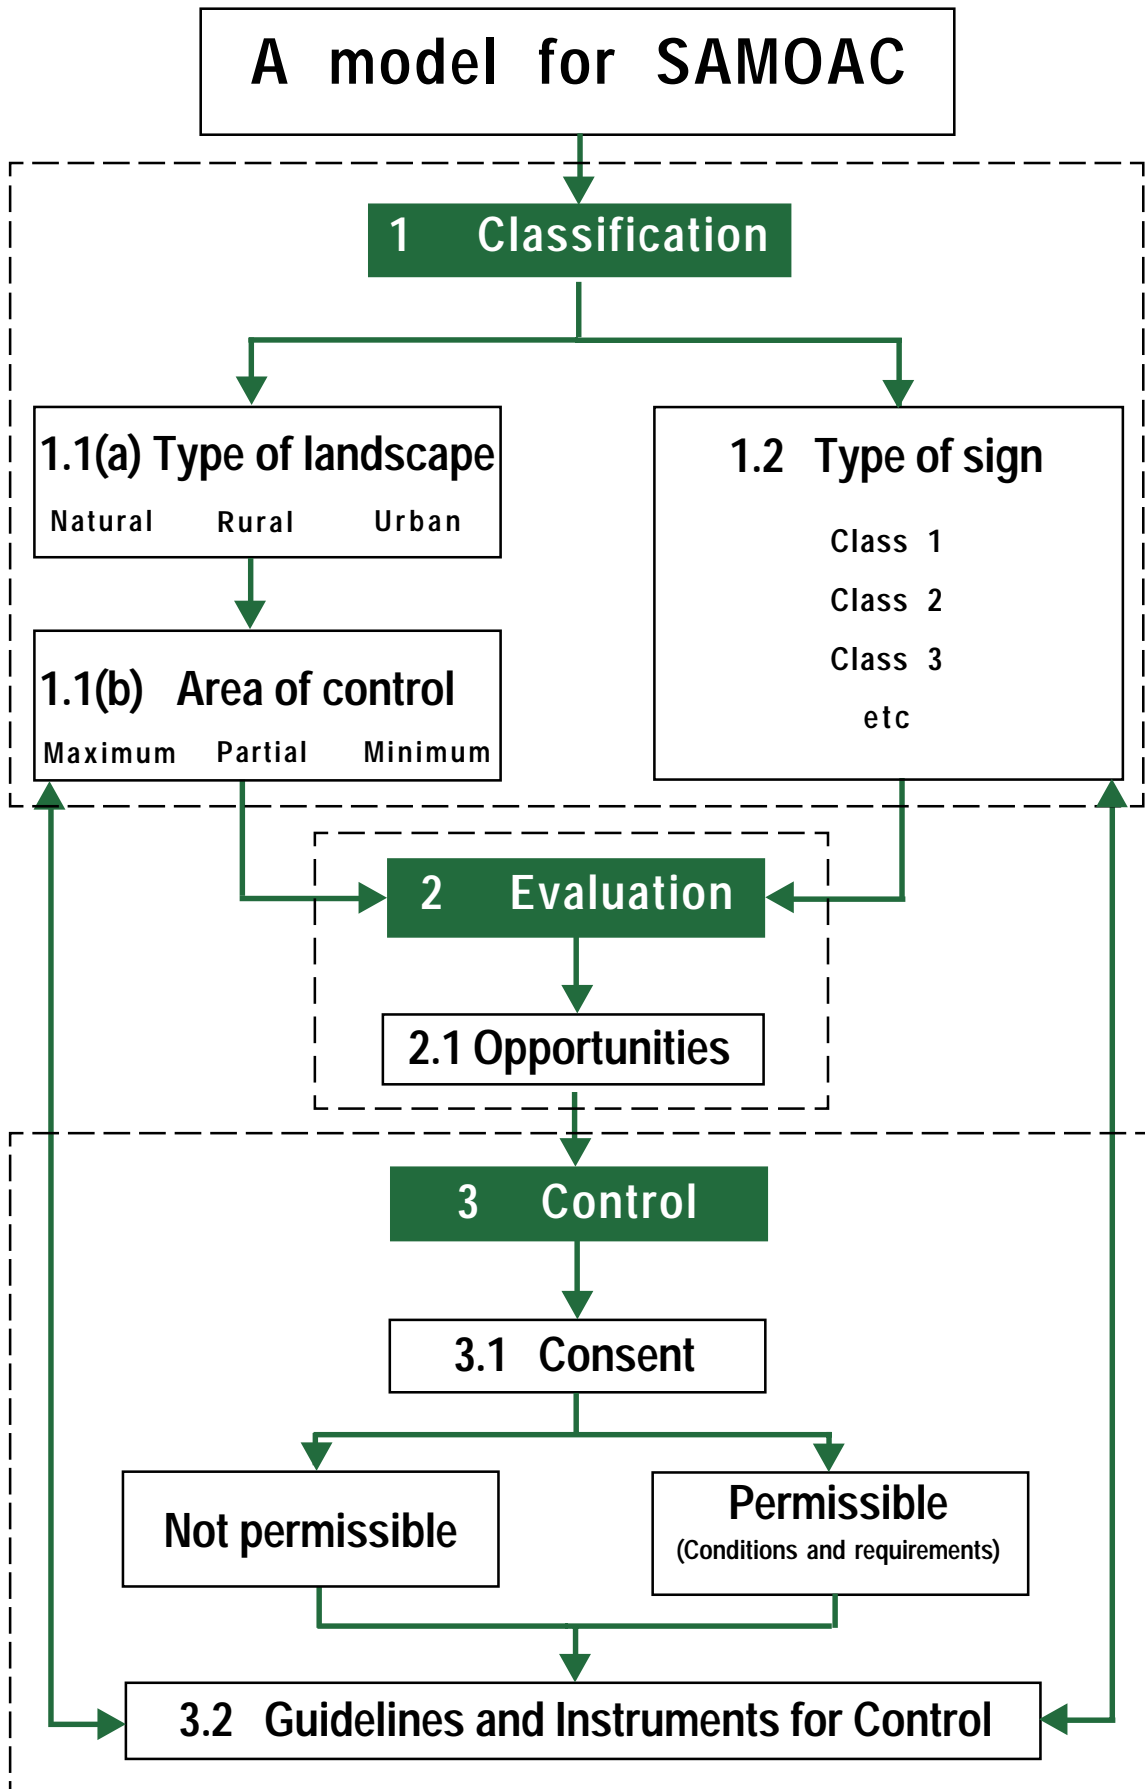 A model for SAMOAC
1 Classification
1.1(a) Type of landscape
Natural Rural Urban
1.1(b) Area of control
Maximum Partial Minimum
1.2 Type of sign
Class 1
Class 2
Class 3
etc
2 Evaluation
2.1 Opportunities
3 Control
3.1 Consent
Not permissible
Permissible
(Conditions and requirements)
3.2 Guidelines and Instruments for Control